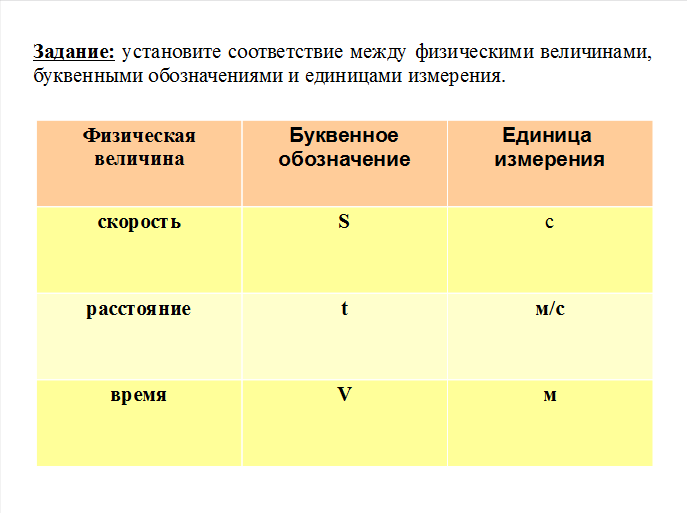 Задание: установите соответствие между физическими величинами,
буквенными обозначениями и единицами измерения.
Физическая
величина
Буквенное
обозначение
Единица
измерения
скорость
S
с
расстояние
t
м/с
время
V
м